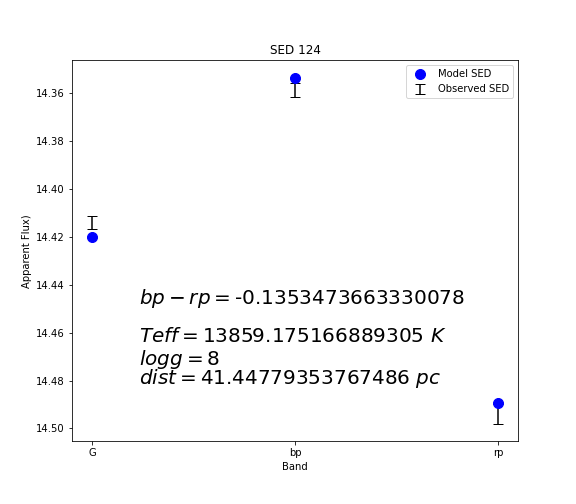 SED 124
Model SED
Observed SED
14.36
14.38
14.40
14.42
14.44
14.46
14.48
14.50
Apparent Flux)
bp − rp = -0.1353473663330078
Teff = 13859.175166889305 K
logg = 8
dist = 41.44779353767486 pc
G
bp
rp
Band